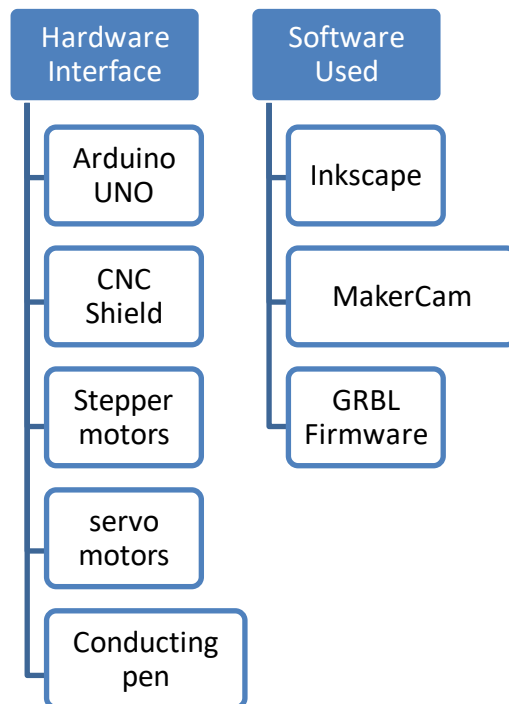 Hardware
Interface
Arduino
UNO
CNC
Shield
Stepper
motors
servo
motors
Conducting
pen
Software
Used
Inkscape
MakerCam
GRBL
Firmware